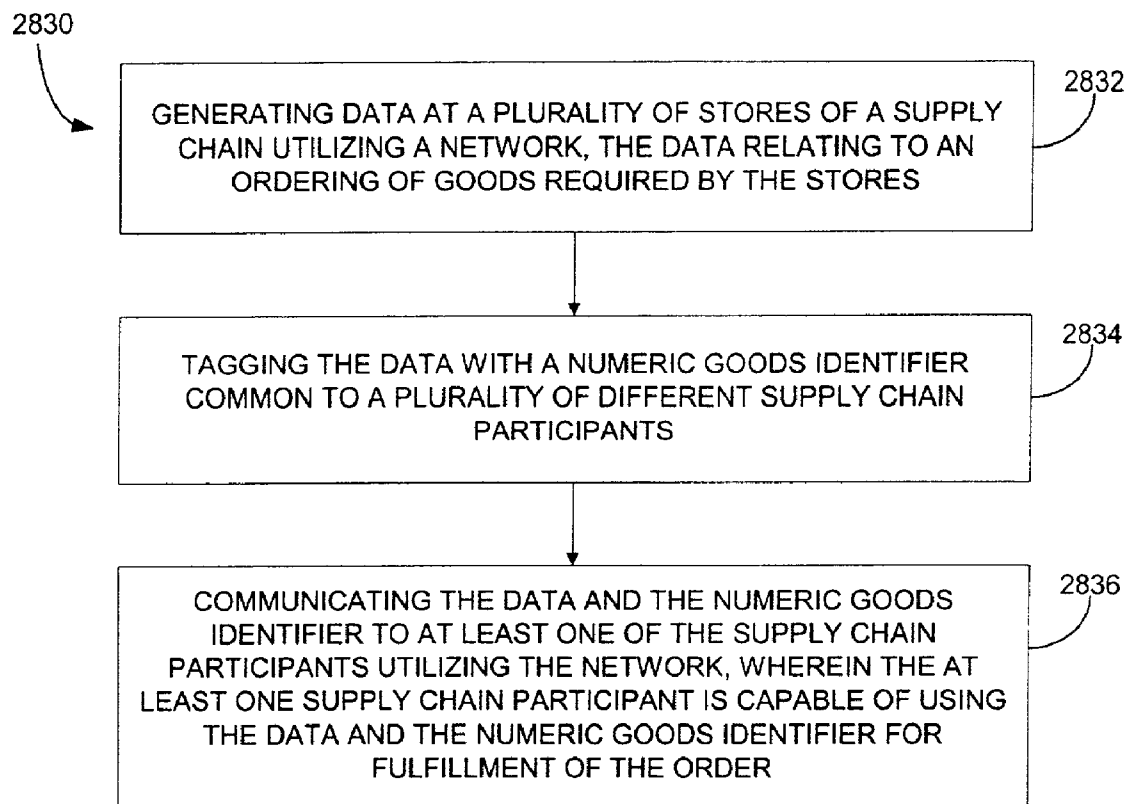 2830
2832
GENERATING DATA AT A PLURALITY OF STORES OF A SUPPLY
CHAIN UTILIZING A NETWORK, THE DATA RELATING TO AN
ORDERING OF GOODS REQUIRED BY THE STORES
2834
TAGGING THE DATA WITH A NUMERIC GOODS IDENTIFIER
COMMON TO A PLURALITY OF DIFFERENT SUPPLY CHAIN
PARTICIPANTS
2836
COMMUNICATING THE DATA AND THE NUMERIC GOODS
IDENTIFIER TO AT LEAST ONE OF THE SUPPLY CHAIN
PARTICIPANTS UTILIZING THE NETWORK, WHEREIN THE AT
LEAST ONE SUPPLY CHAIN PARTICIPANT IS CAPABLE OF USING
THE DATA AND THE NUMERIC GOODS IDENTIFIER FOR
FULFILLMENT OF THE ORDER